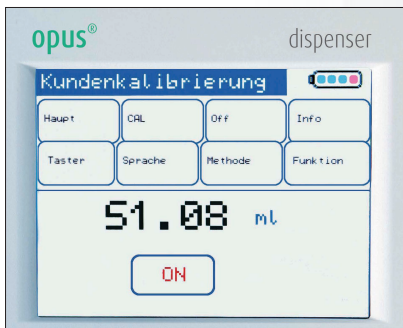 opus® dispenser
Kundenkalibrierung
Haupt CAL Off Info
Taster Sprache Methode Funktion
51.08 ml
ON